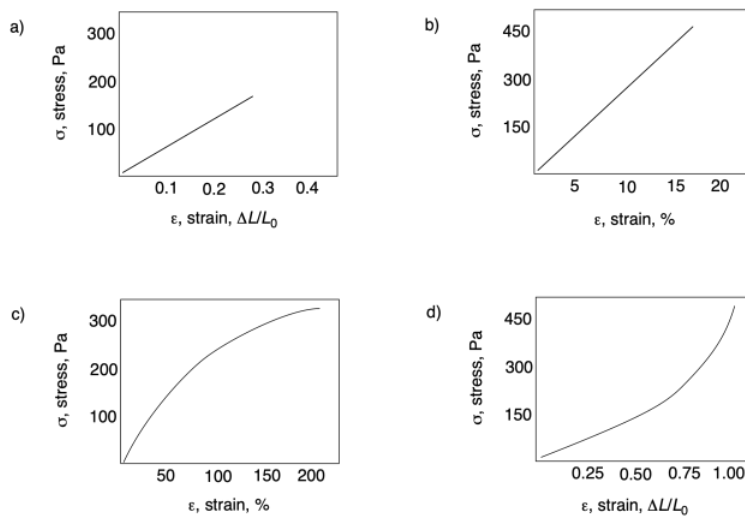 a)
300
200
100
σ, stress, Pa
0.1 0.2 0.3 0.4
ε, strain, ΔL/L₀
b)
450
300
150
σ, stress, Pa
5 10 15 20
ε, strain, %
c)
300
200
100
σ, stress, Pa
50 100 150 200
ε, strain, %
d)
450
300
150
σ, stress, Pa
0.25 0.50 0.75 1.00
ε, strain, ΔL/L₀